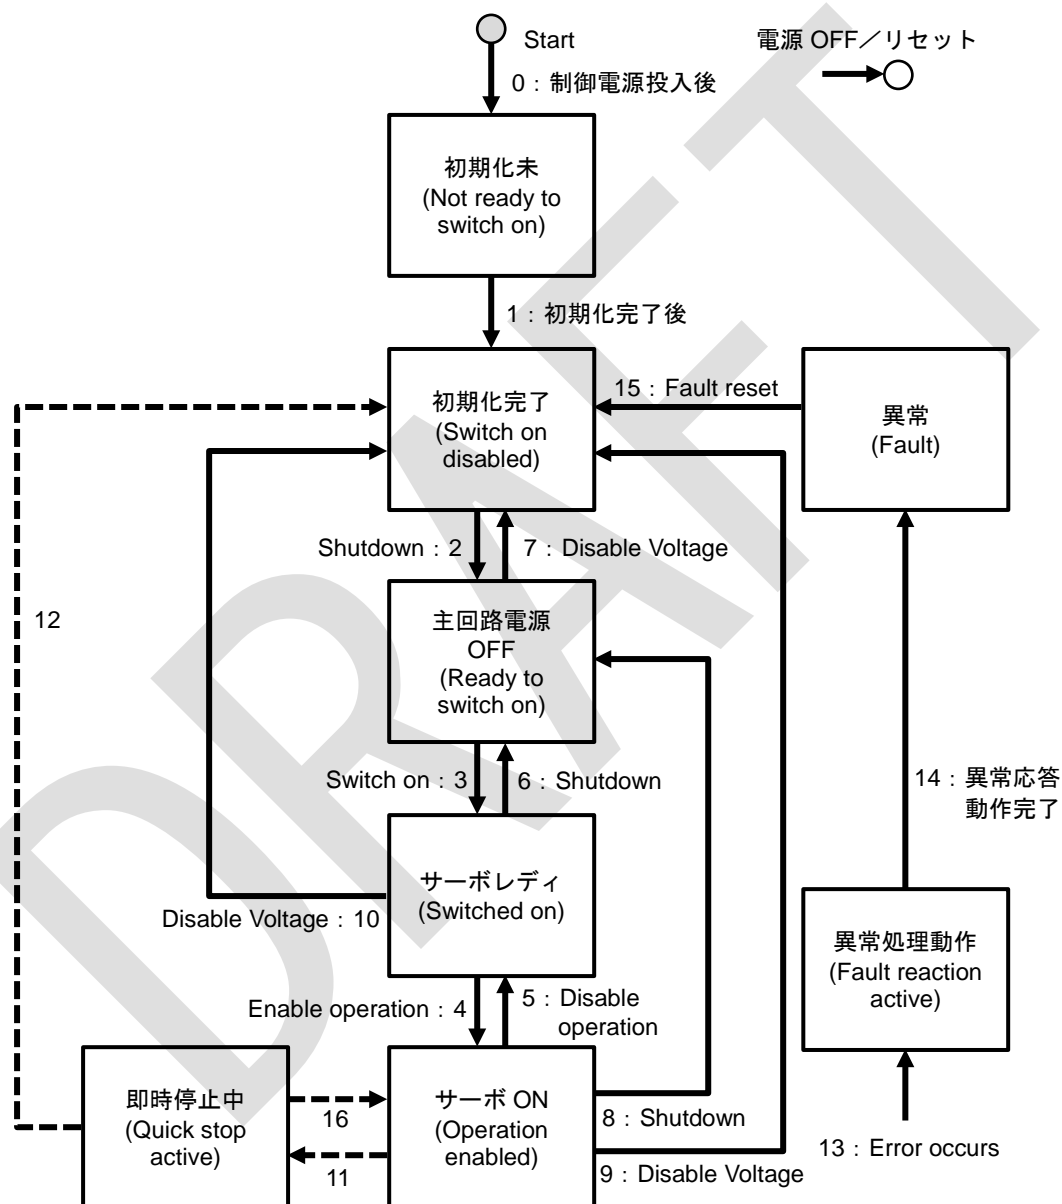 Start
電源 OFF／リセット
0：制御電源投入後
初期化未
(Not ready to
switch on)
1：初期化完了後
初期化完了
(Switch on
disabled)
15：Fault reset
異常
(Fault)
Shutdown：2
7：Disable Voltage
12
主回路電源
OFF
(Ready to
switch on)
Switch on：3
6：Shutdown
14：異常応答
動作完了
サーボレディ
(Switched on)
Disable Voltage：10
異常処理動作
(Fault reaction
active)
Enable operation：4
5：Disable
operation
即時停止中
(Quick stop
active)
16
11
サーボ ON
(Operation
enabled)
8：Shutdown
9：Disable Voltage
13：Error occurs
DRAFT